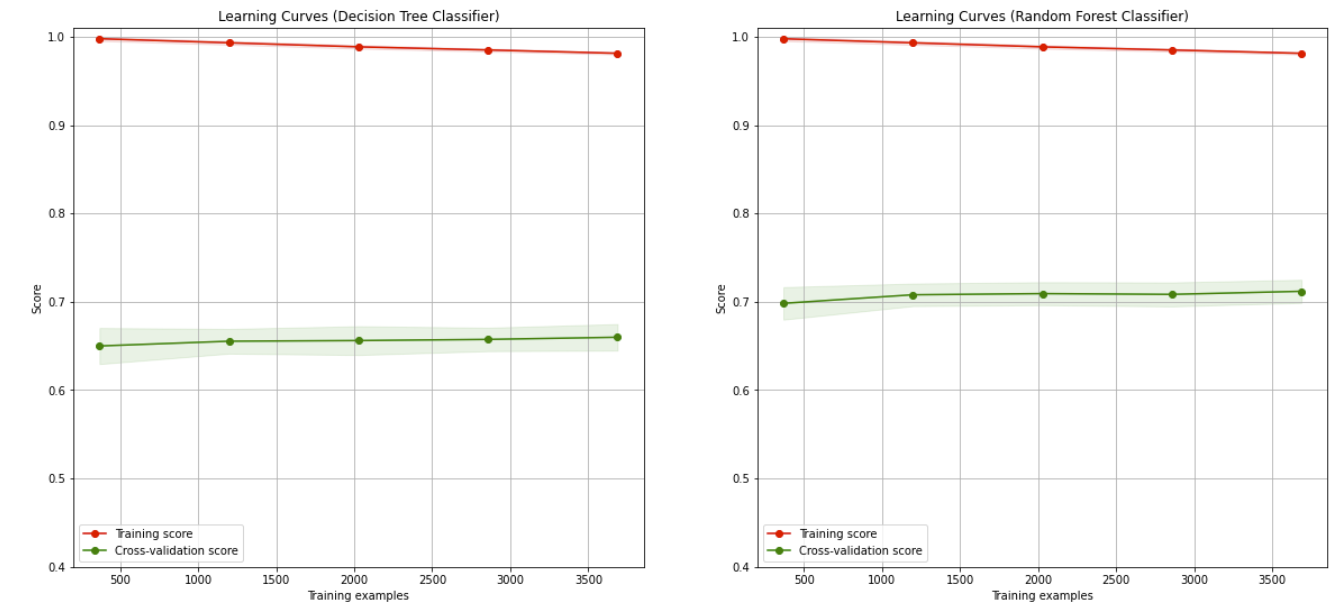 Learning Curves (Decision Tree Classifier)
1.0
0.9
0.8
0.7
0.6
0.5
0.4
Score
Training score
Cross-validation score
500 1000 1500 2000 2500 3000 3500
Training examples
Learning Curves (Random Forest Classifier)
1.0
0.9
0.8
0.7
0.6
0.5
0.4
Score
Training score
Cross-validation score
500 1000 1500 2000 2500 3000 3500
Training examples